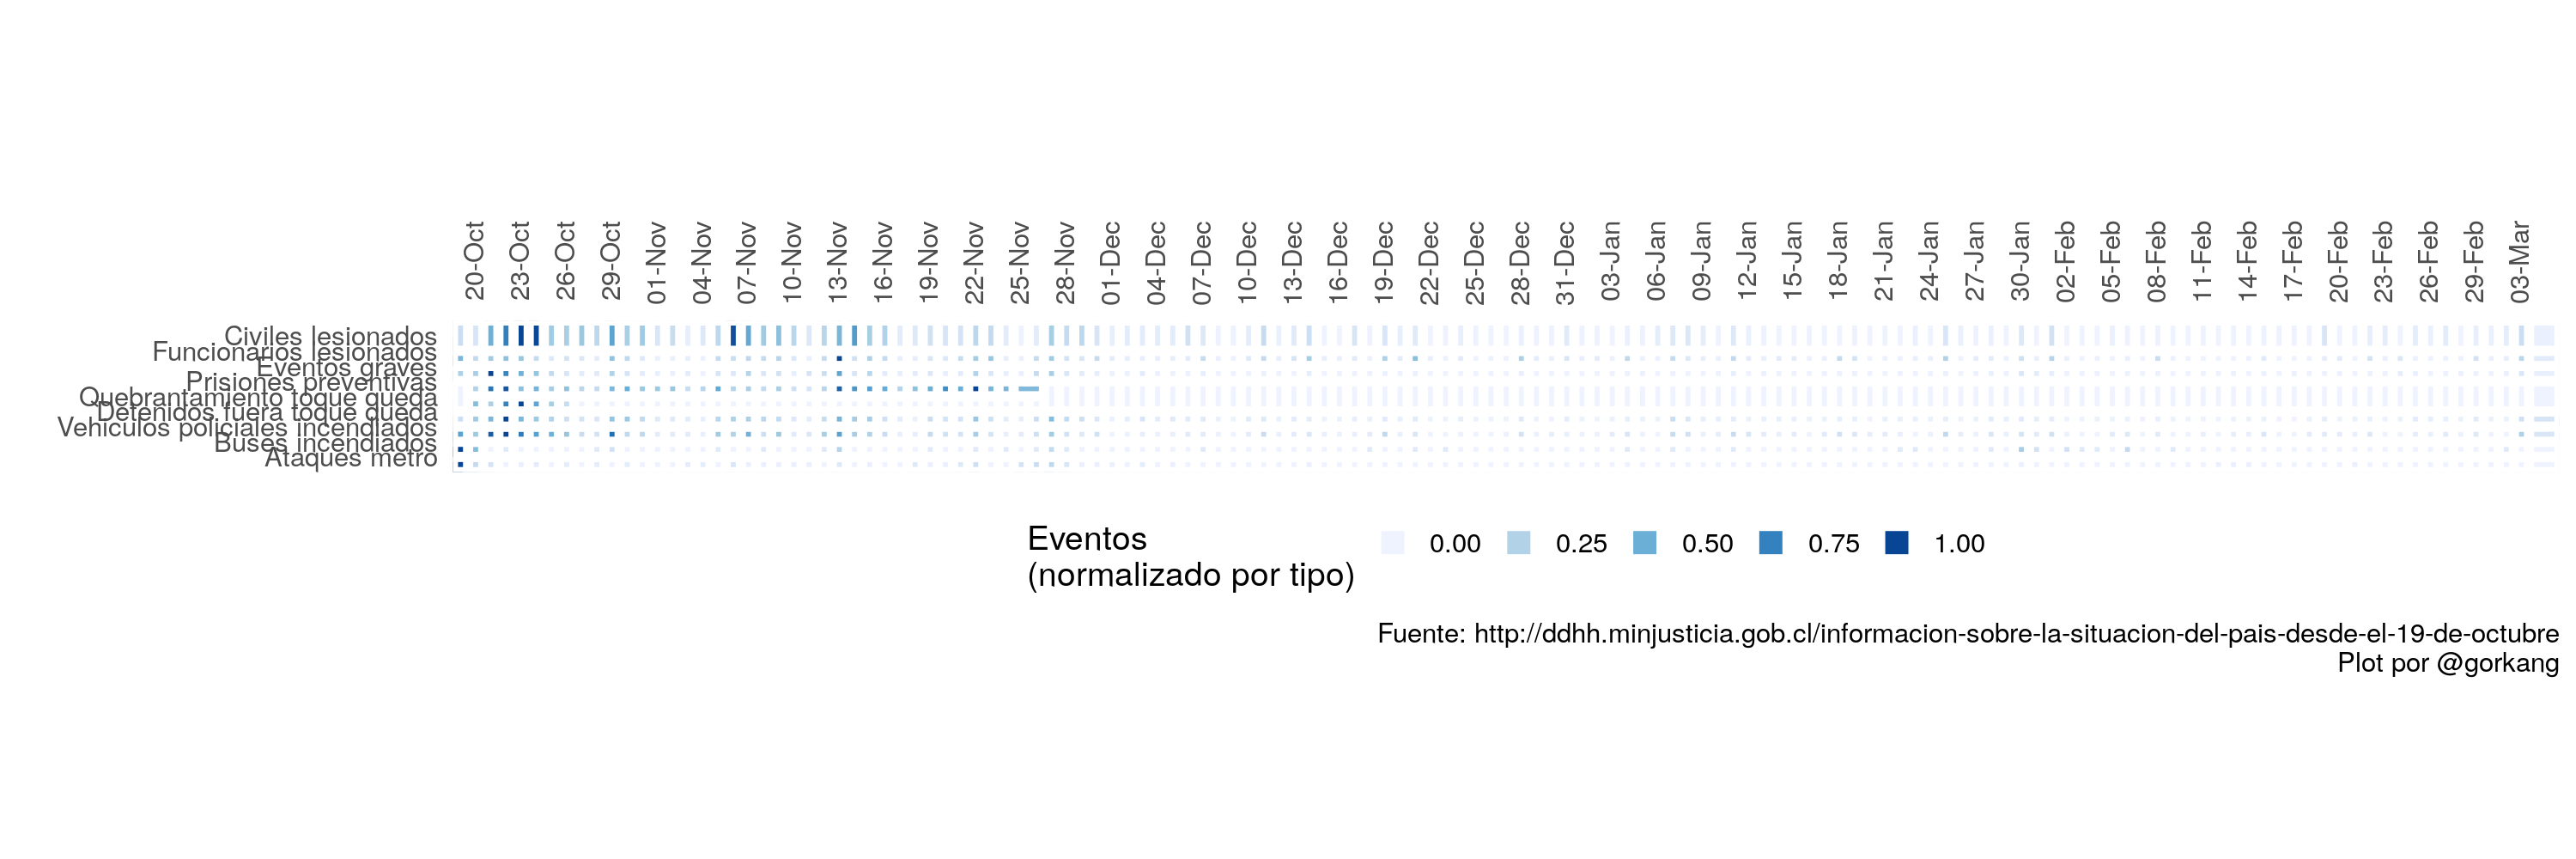 20-Oct
23-Oct
26-Oct
29-Oct
01-Nov
04-Nov
07-Nov
10-Nov
13-Nov
16-Nov
19-Nov
22-Nov
25-Nov
28-Nov
01-Dec
04-Dec
07-Dec
10-Dec
13-Dec
16-Dec
19-Dec
22-Dec
25-Dec
28-Dec
31-Dec
03-Jan
06-Jan
09-Jan
12-Jan
15-Jan
18-Jan
21-Jan
24-Jan
27-Jan
30-Jan
02-Feb
05-Feb
08-Feb
11-Feb
14-Feb
17-Feb
20-Feb
23-Feb
26-Feb
29-Feb
03-Mar
Civiles lesionados
Funcionarios lesionados
Eventos graves
Prisiones preventivas
Quebrantamiento toque queda
Detenidos fuera toque queda
Vehículos policiales incendiados
Buses incendiados
Ataques metro
Eventos
(normalizado por tipo)
0.00
0.25
0.50
0.75
1.00
Fuente: http://ddhh.minjusticia.gob.cl/informacion-sobre-la-situacion-del-pais-desde-el-19-de-octubre
Plot por @gorkang